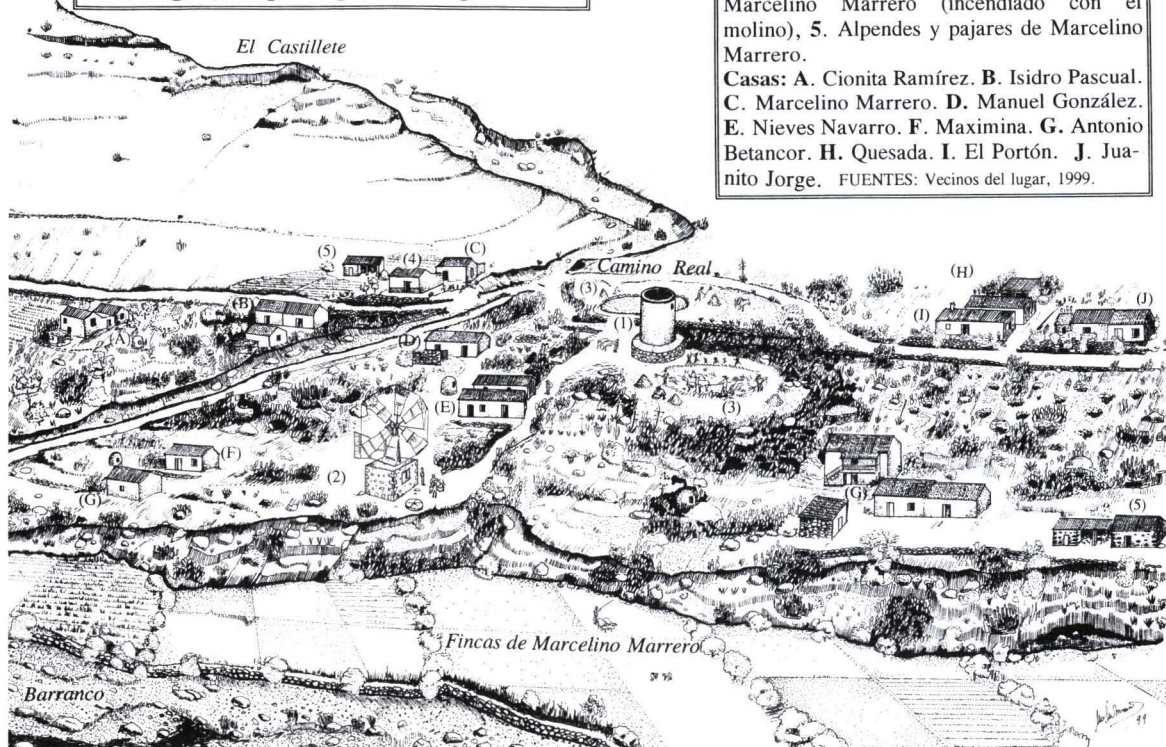 El Castillete
Marcelino Marrero (incendiado con el
molino), 5. Alpendes y pajares de Marcelino
Marrero.
Casas: A. Cionita Ramírez. B. Isidro Pascual.
C. Marcelino Marrero. D. Manuel González.
E. Nieves Navarro. F. Maximina. G. Antonio
Betancor. H. Quesada. I. El Portón. J. Jua-
nito Jorge. FUENTES: Vecinos del lugar, 1999.
(5) (4) (C)
Camino Real
(H)
(3)
(B)
(I) (J)
(A)
(1)
(D)
(E)
(3)
(F)
(2)
(G)
(G)
(5)
Fincas de Marcelino Marrero
Barranco
99